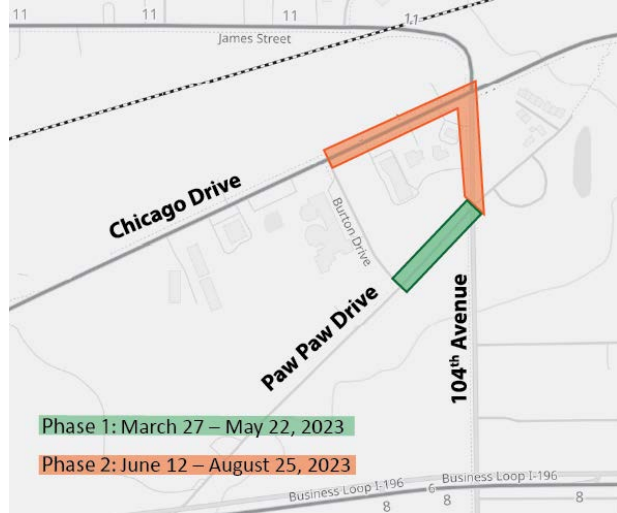 11
11
11
James Street
Chicago Drive
Burton Drive
Paw Paw Drive
104th Avenue
Phase 1: March 27 – May 22, 2023
Phase 2: June 12 – August 25, 2023
Business Loop I-196
6
Business Loop I-196
8
8
8